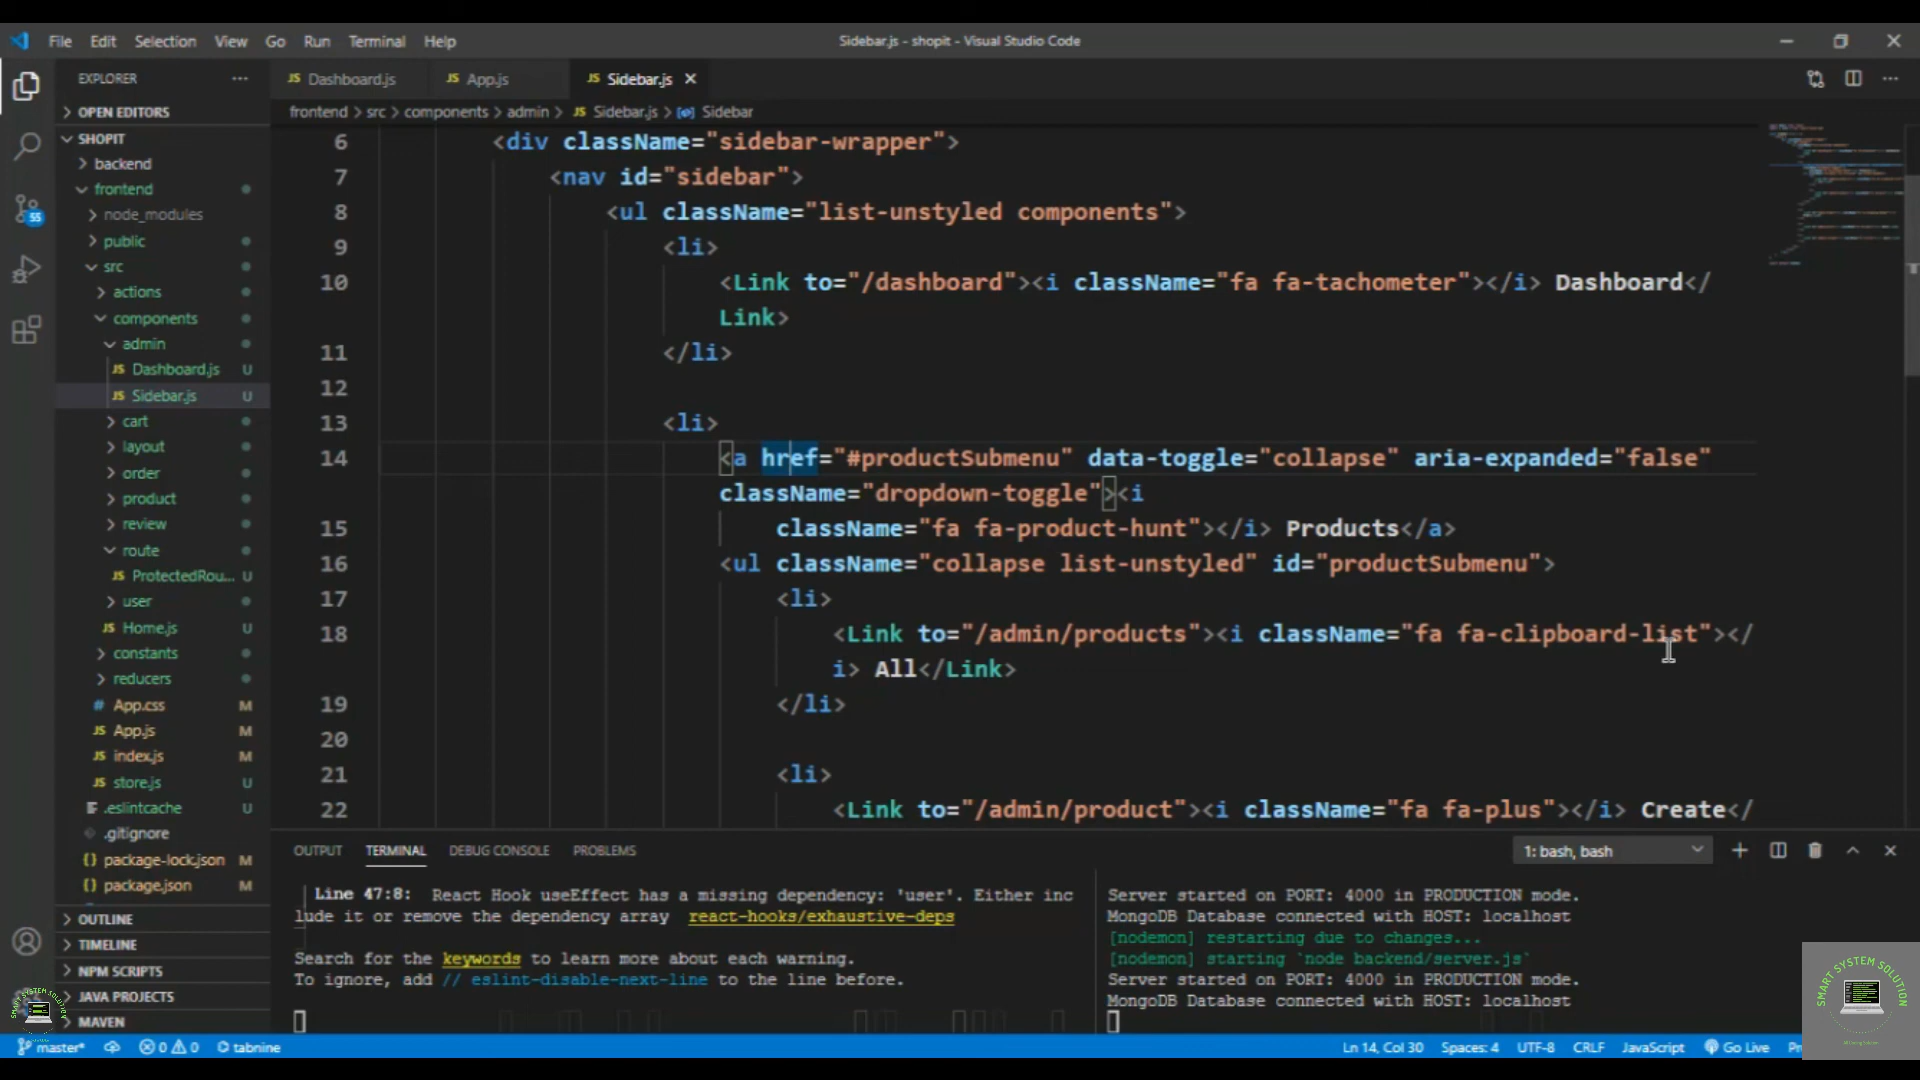 File Edit Selection View Go Run Terminal Help
Sidebar.js - shopit - Visual Studio Code
EXPLORER
Dashboard.js
App.js
Sidebar.js
OPEN EDITORS
frontend > src > components > admin > JS Sidebar.js > Sidebar
SHOPIT
backend
frontend
node_modules
public
src
actions
components
admin
JS Dashboard.js U
JS Sidebar.js U
cart
layout
order
product
review
route
JS ProtectedRou... U
user
JS Home.js U
constants
reducers
# App.css M
JS App.js M
JS index.js M
JS store.js U
.eslintcache U
.gitignore
{} package-lock.json M
{} package.json M
OUTLINE
TIMELINE
NPM SCRIPTS
JAVA PROJECTS
MAVEN
55
6 <div className="sidebar-wrapper">
7 <nav id="sidebar">
8 <ul className="list-unstyled components">
9 <li>
10 <Link to="/dashboard"><i className="fa fa-tachometer"></i> Dashboard</
Link>
11 </li>
12
13 <li>
14 <a href="#productSubmenu" data-toggle="collapse" aria-expanded="false"
className="dropdown-toggle"><i
15 className="fa fa-product-hunt"></i> Products</a>
16 <ul className="collapse list-unstyled" id="productSubmenu">
17 <li>
18 <Link to="/admin/products"><i className="fa fa-clipboard-list"></
i> All</Link>
19 </li>
20
21 <li>
22 <Link to="/admin/product"><i className="fa fa-plus"></i> Create</
OUTPUT TERMINAL DEBUG CONSOLE PROBLEMS
1: bash, bash
Line 47:8: React Hook useEffect has a missing dependency: 'user'. Either inc
lude it or remove the dependency array react-hooks/exhaustive-deps
Search for the keywords to learn more about each warning.
To ignore, add // eslint-disable-next-line to the line before.
Server started on PORT: 4000 in PRODUCTION mode.
MongoDB Database connected with HOST: localhost
[nodemon] restarting due to changes...
[nodemon] starting `node backend/server.js`
Server started on PORT: 4000 in PRODUCTION mode.
MongoDB Database connected with HOST: localhost
SMART SYSTEM SOLUTION
master* 0 0 tabnine
Ln 14, Col 30 Spaces: 4 UTF-8 CRLF JavaScript Go Live